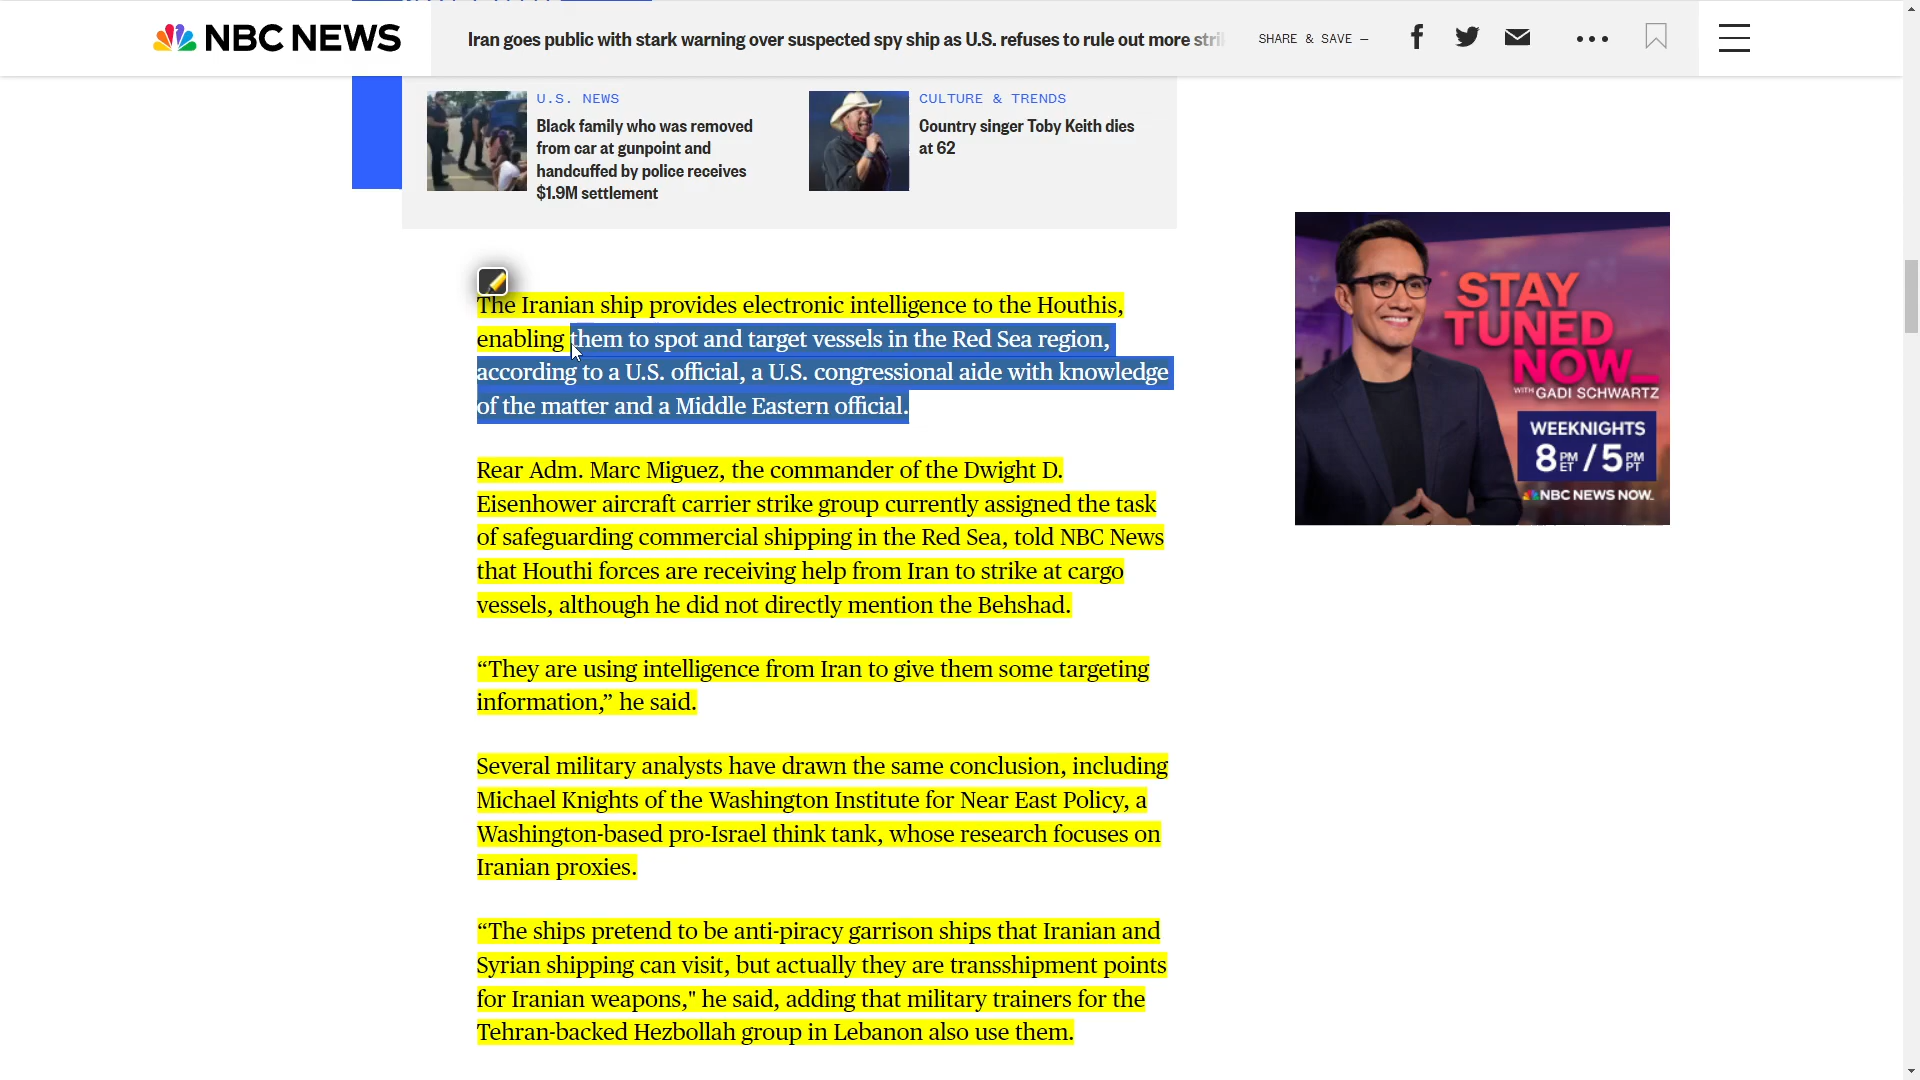 NBC NEWS
Iran goes public with stark warning over suspected spy ship as U.S. refuses to rule out more stri
SHARE & SAVE —
U.S. NEWS
Black family who was removed
from car at gunpoint and
handcuffed by police receives
$1.9M settlement
CULTURE & TRENDS
Country singer Toby Keith dies
at 62
The Iranian ship provides electronic intelligence to the Houthis,
enabling them to spot and target vessels in the Red Sea region,
according to a U.S. official, a U.S. congressional aide with knowledge
of the matter and a Middle Eastern official.
Rear Adm. Marc Miguez, the commander of the Dwight D.
Eisenhower aircraft carrier strike group currently assigned the task
of safeguarding commercial shipping in the Red Sea, told NBC News
that Houthi forces are receiving help from Iran to strike at cargo
vessels, although he did not directly mention the Behshad.
“They are using intelligence from Iran to give them some targeting
information,” he said.
Several military analysts have drawn the same conclusion, including
Michael Knights of the Washington Institute for Near East Policy, a
Washington-based pro-Israel think tank, whose research focuses on
Iranian proxies.
“The ships pretend to be anti-piracy garrison ships that Iranian and
Syrian shipping can visit, but actually they are transshipment points
for Iranian weapons," he said, adding that military trainers for the
Tehran-backed Hezbollah group in Lebanon also use them.
STAY
TUNED
NOW_
WITH GADI SCHWARTZ
WEEKNIGHTS
8 PM ET / 5 PM PT
NBC NEWS NOW_